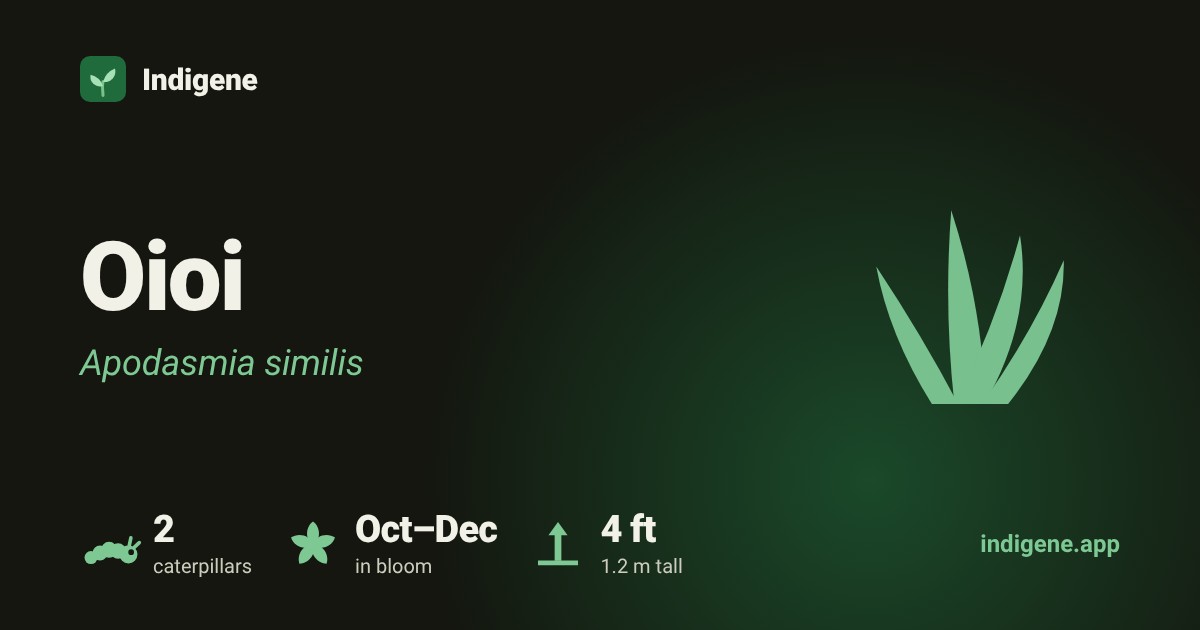 Indigene
Oioi
Apodasmia similis
2
caterpillars
Oct–Dec
in bloom
4 ft
1.2 m tall
indigene.app